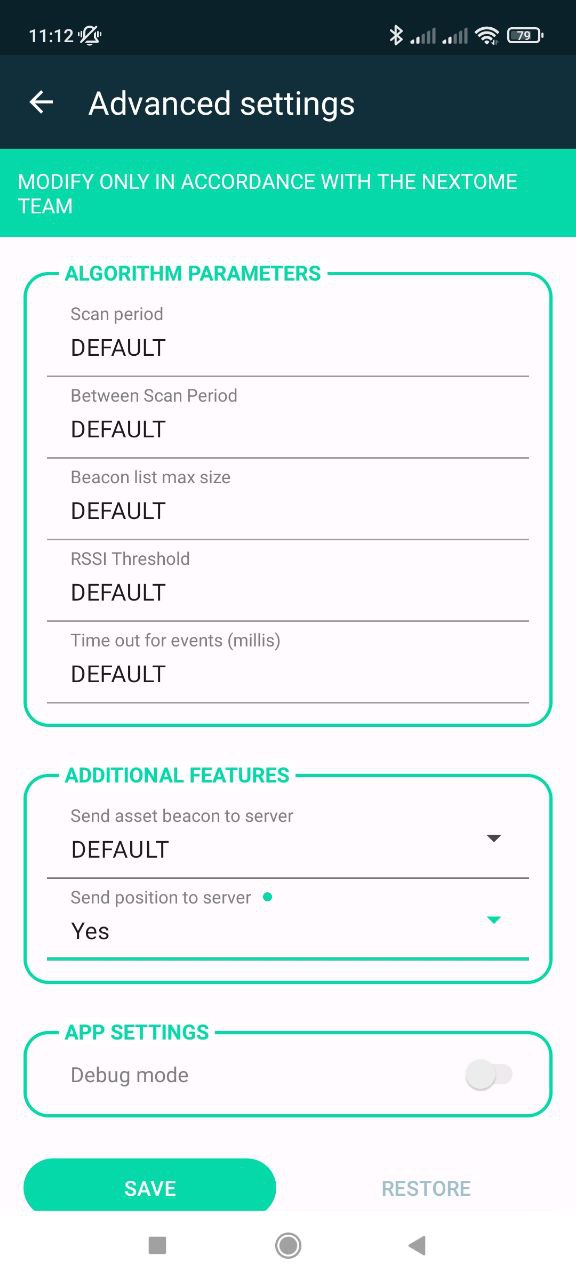 11:12
79
Advanced settings
MODIFY ONLY IN ACCORDANCE WITH THE NEXTOME
TEAM
ALGORITHM PARAMETERS
Scan period
DEFAULT
Between Scan Period
DEFAULT
Beacon list max size
DEFAULT
RSSI Threshold
DEFAULT
Time out for events (millis)
DEFAULT
ADDITIONAL FEATURES
Send asset beacon to server
DEFAULT
Send position to server
Yes
APP SETTINGS
Debug mode
SAVE
RESTORE